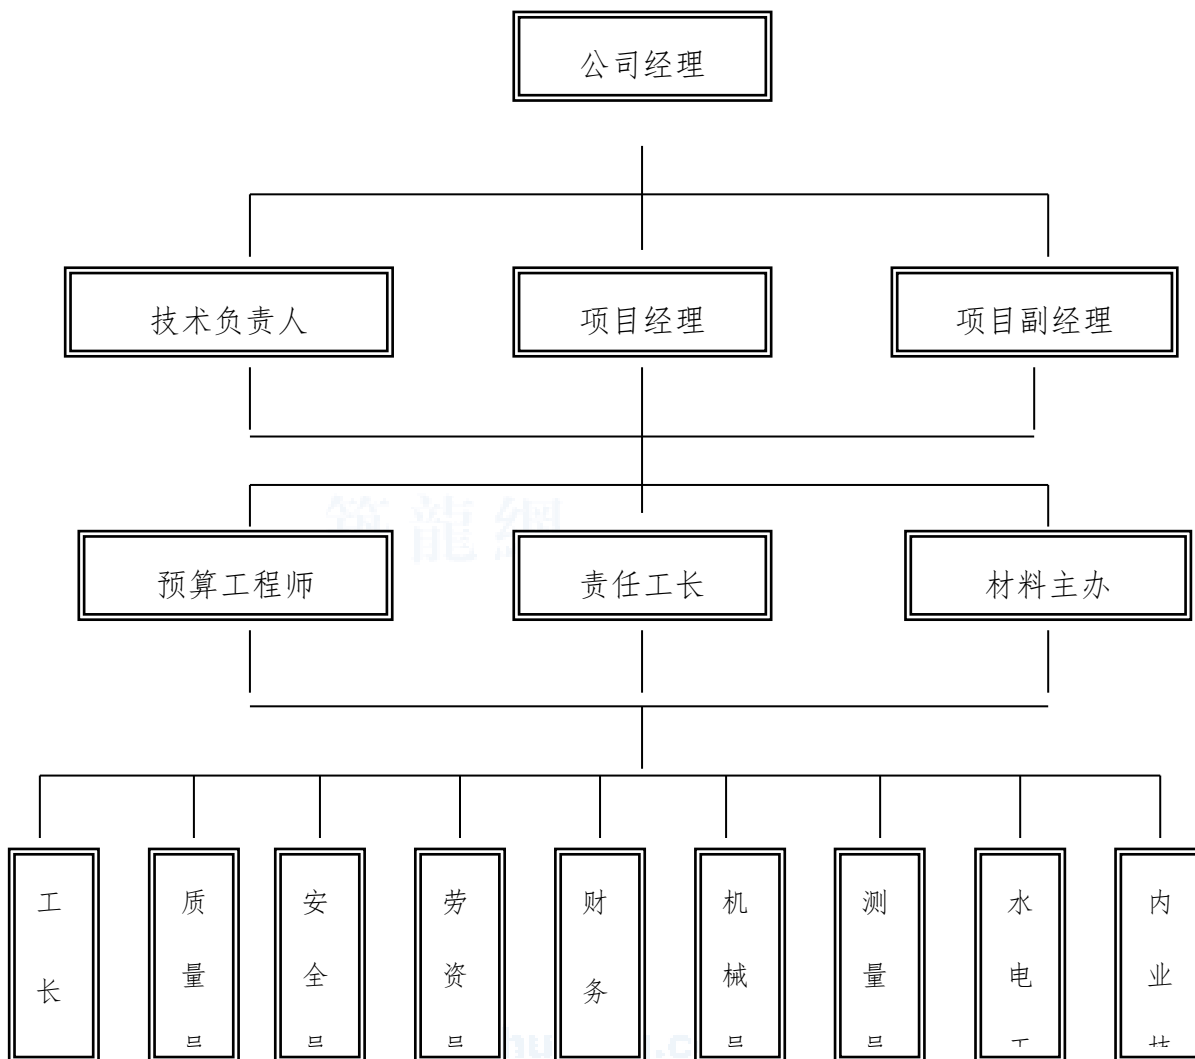 公司经理
技术负责人
项目经理
项目副经理
预算工程师
责任工长
材料主办
工长
质量
安全
劳资
财务
机械
测量
水电
内业